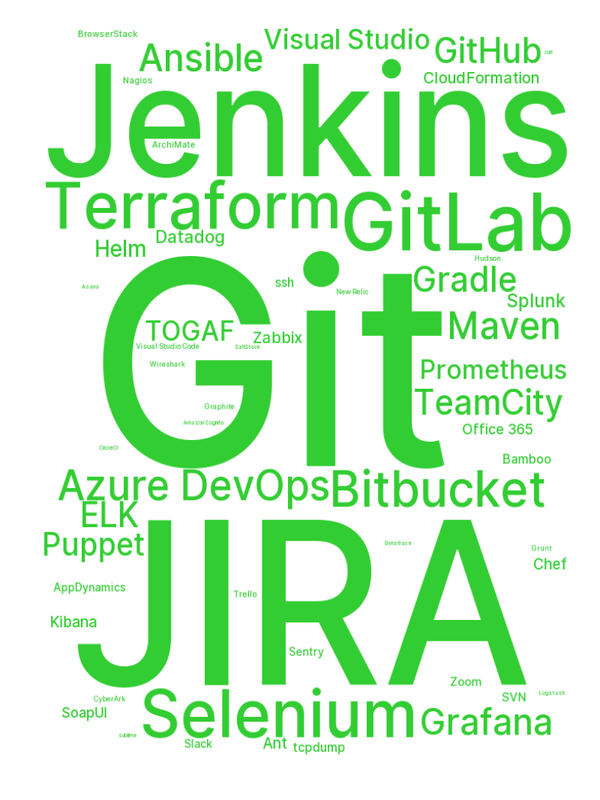 BrowserStack
Visual Studio
Ansible
GitHub
curl
Nagios
CloudFormation
Jenkins
ArchiMate
Terraform
GitLab
Datadog
Helm
Hudson
Asana
ssh
New Relic
Gradle
Splunk
TOGAF
Zabbix
Maven
Visual Studio Code
SaltStack
Wireshark
Git
Prometheus
Graphite
TeamCity
Amazon Cognito
Office 365
CircleCI
Bamboo
Azure DevOps
Bitbucket
ELK
Puppet
Dynatrace
Grunt
Chef
AppDynamics
Trello
JIRA
Kibana
Sentry
Zoom
CyberArk
SVN
Logstash
SoapUI
Selenium
Grafana
sublime
Slack
Ant
tcpdump